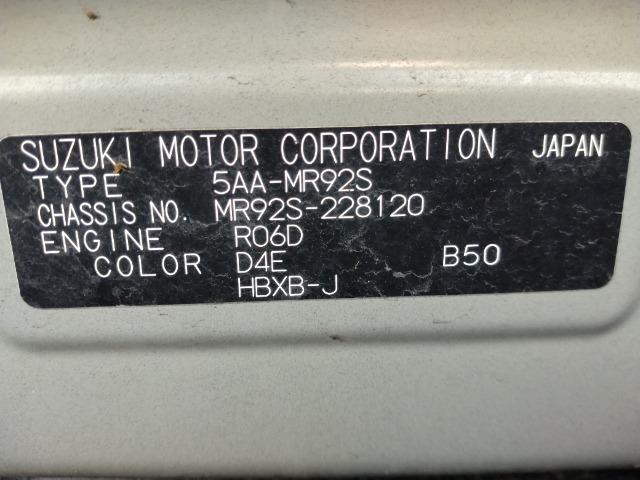 SUZUKI MOTOR CORPORATION JAPAN
TYPE 5AA-MR92S
CHASSIS NO. MR92S-228120
ENGINE R06D
COLOR D4E B50
HBXB-J